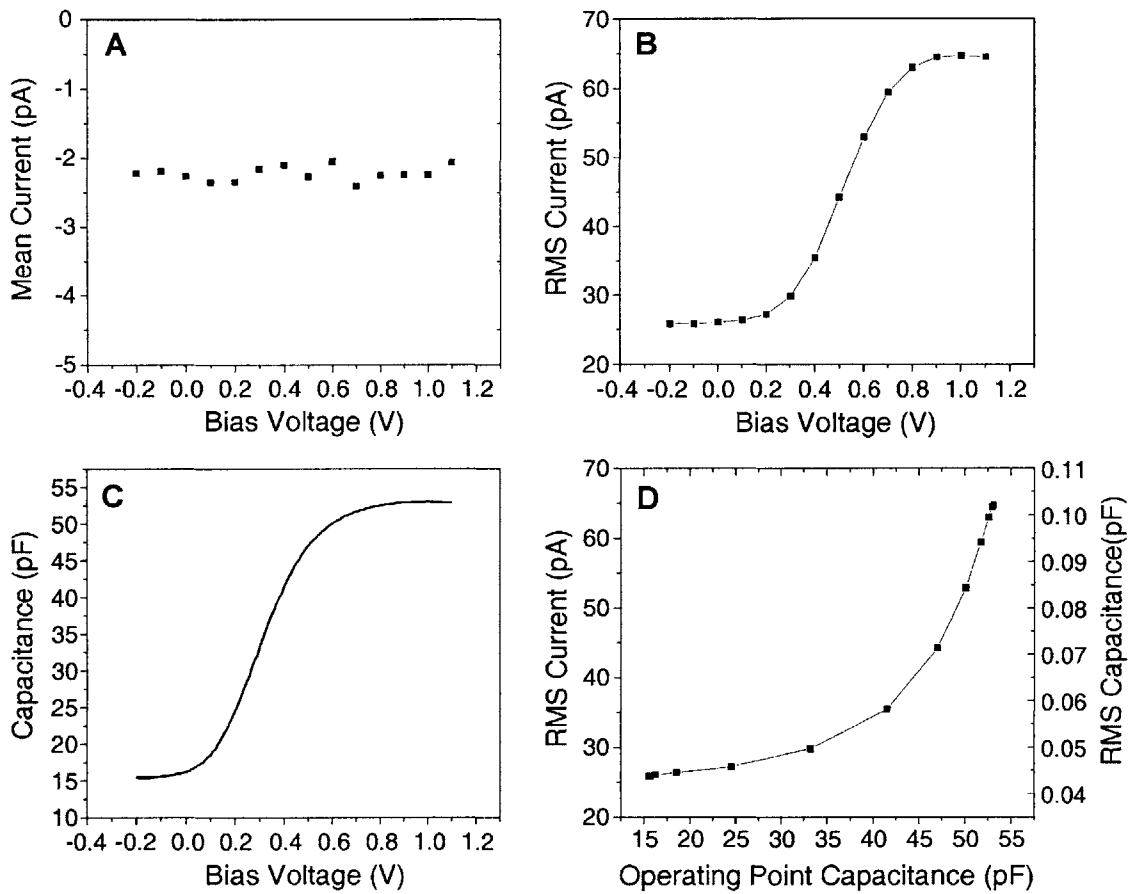 A
Mean Current (pA)
0
-1
-2
-3
-4
-5
-0.4 -0.2 0.0 0.2 0.4 0.6 0.8 1.0 1.2
Bias Voltage (V)
B
RMS Current (pA)
70
60
50
40
30
20
-0.4 -0.2 0.0 0.2 0.4 0.6 0.8 1.0 1.2
Bias Voltage (V)
C
Capacitance (pF)
55
50
45
40
35
30
25
20
15
10
-0.4 -0.2 0.0 0.2 0.4 0.6 0.8 1.0 1.2
Bias Voltage (V)
D
RMS Current (pA)
70
60
50
40
30
20
15 20 25 30 35 40 45 50 55
Operating Point Capacitance (pF)
0.11
0.10
0.09
0.08
0.07
0.06
0.05
0.04
RMS Capacitance(pF)